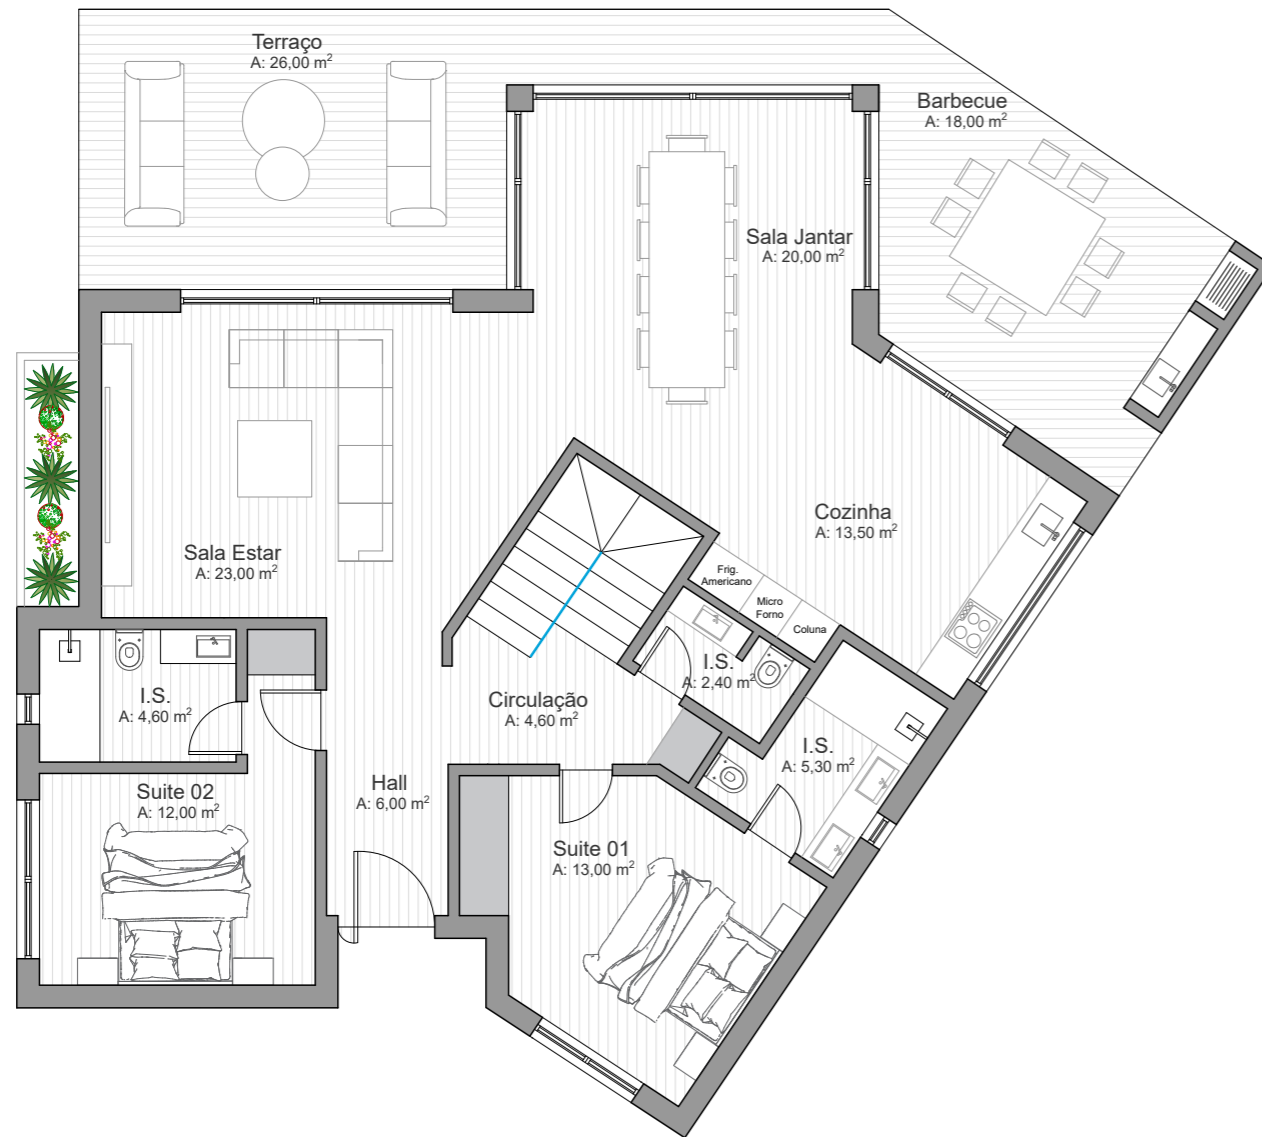 Terraço
A: 26,00 m²
Barbecue
A: 18,00 m²
Sala Jantar
A: 20,00 m²
Cozinha
A: 13,50 m²
Sala Estar
A: 23,00 m²
Frig.
Americano
Micro
Forno
Coluna
I.S.
A: 2,40 m²
I.S.
A: 4,60 m²
Circulação
A: 4,60 m²
I.S.
A: 5,30 m²
Hall
A: 6,00 m²
Suite 02
A: 12,00 m²
Suite 01
A: 13,00 m²